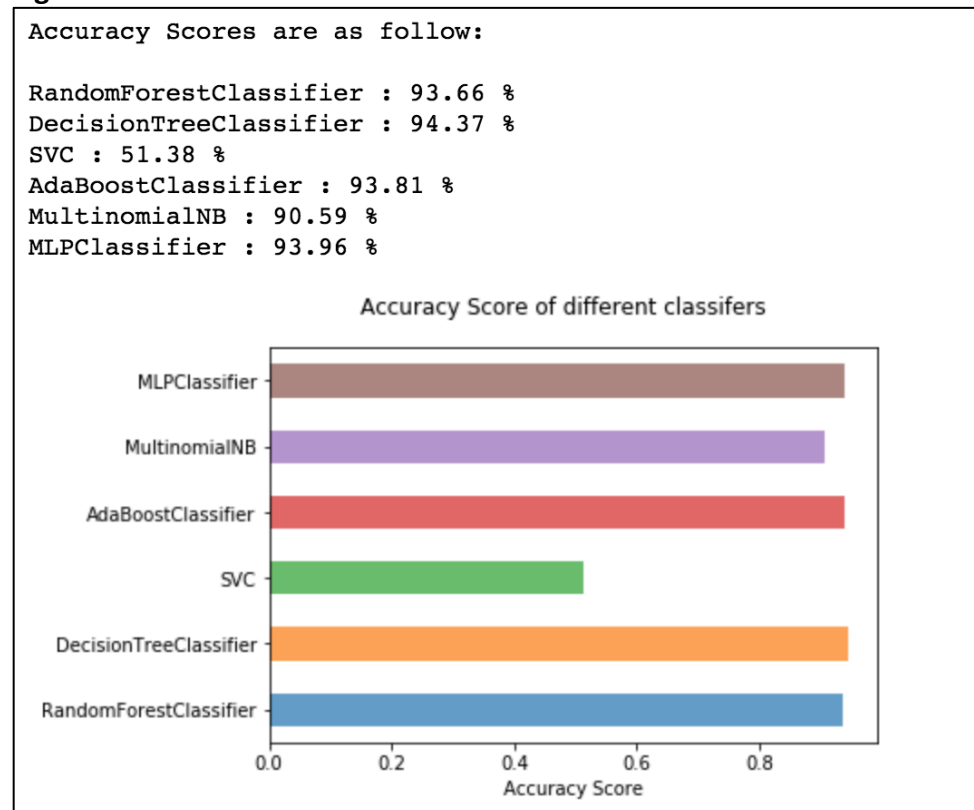 Accuracy Scores are as follow:
RandomForestClassifier : 93.66 %
DecisionTreeClassifier : 94.37 %
SVC : 51.38 %
AdaBoostClassifier : 93.81 %
MultinomialNB : 90.59 %
MLPClassifier : 93.96 %
Accuracy Score of different classifers
MLPClassifier
MultinomialNB
AdaBoostClassifier
SVC
DecisionTreeClassifier
RandomForestClassifier
0.0 0.2 0.4 0.6 0.8
Accuracy Score